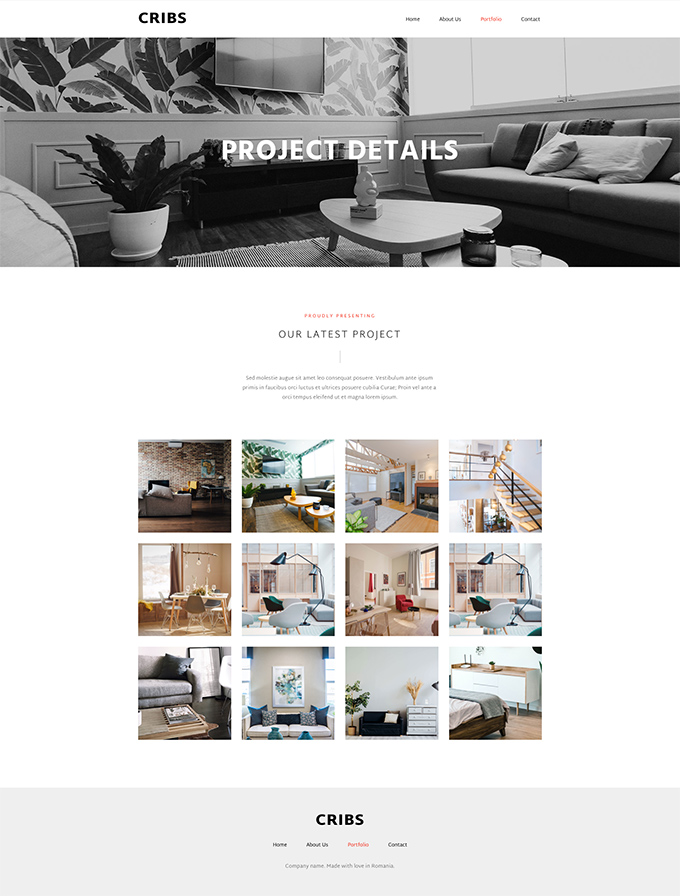 CRIBS
Home About Us Portfolio Contact
PROJECT DETAILS
PROUDLY PRESENTING
OUR LATEST PROJECT
Sed molestie augue sit amet leo consequat posuere. Vestibulum ante ipsum
primis in faucibus orci luctus et ultrices posuere cubilia Curae; Proin vel ante a
orci tempus eleifend ut et magna lorem ipsum.
CRIBS
Home About Us Portfolio Contact
Company name. Made with love in Romania.